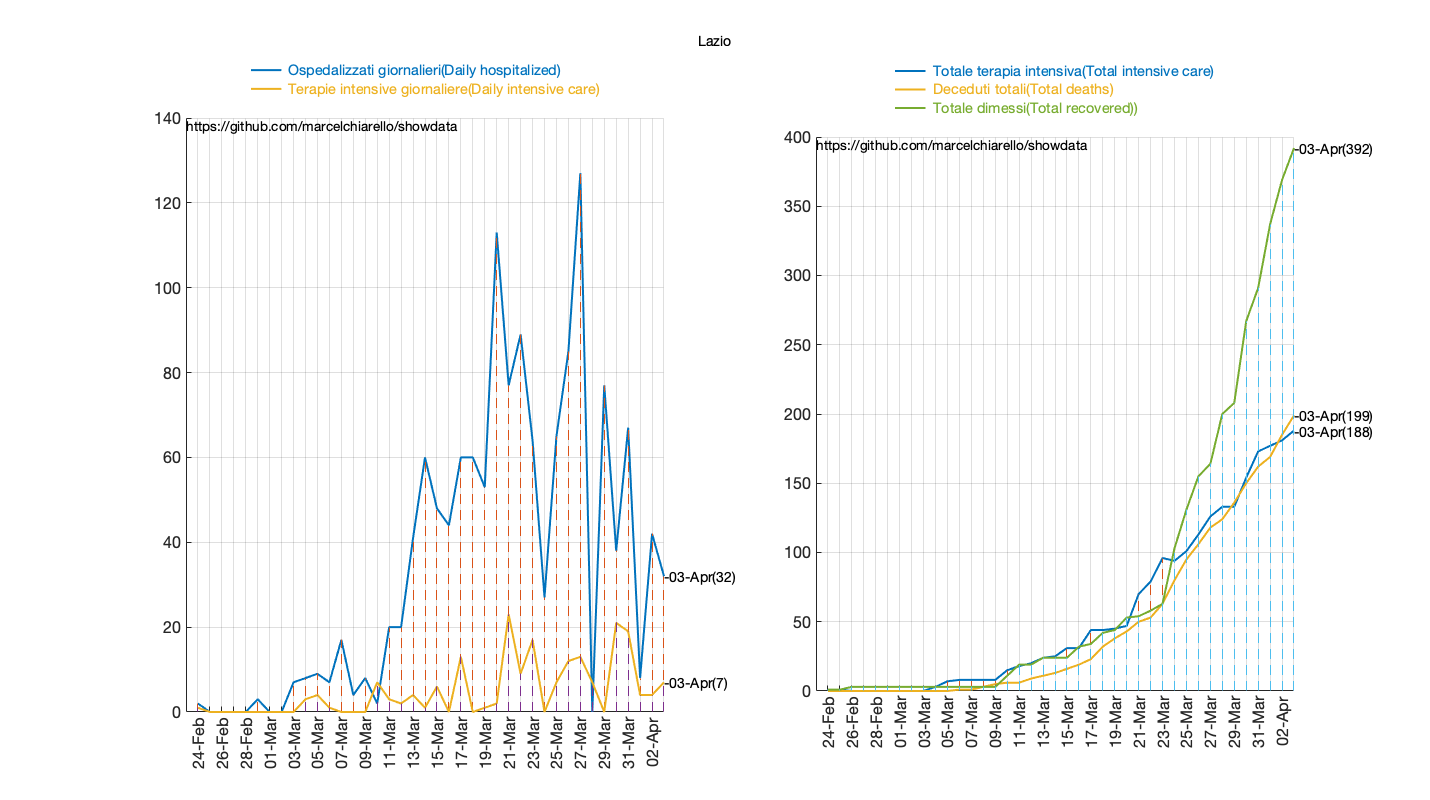 Lazio
Ospedalizzati giornalieri(Daily hospitalized)
Terapie intensive giornaliere(Daily intensive care)
140
https://github.com/marcelchiarello/showdata
120
100
80
60
40
20
0
-03-Apr(32)
-03-Apr(7)
24-Feb
26-Feb
28-Feb
01-Mar
03-Mar
05-Mar
07-Mar
09-Mar
11-Mar
13-Mar
15-Mar
17-Mar
19-Mar
21-Mar
23-Mar
25-Mar
27-Mar
29-Mar
31-Mar
02-Apr
Totale terapia intensiva(Total intensive care)
Deceduti totali(Total deaths)
Totale dimessi(Total recovered))
400
https://github.com/marcelchiarello/showdata
350
300
250
200
150
100
50
0
-03-Apr(392)
-03-Apr(199)
-03-Apr(188)
24-Feb
26-Feb
28-Feb
01-Mar
03-Mar
05-Mar
07-Mar
09-Mar
11-Mar
13-Mar
15-Mar
17-Mar
19-Mar
21-Mar
23-Mar
25-Mar
27-Mar
29-Mar
31-Mar
02-Apr